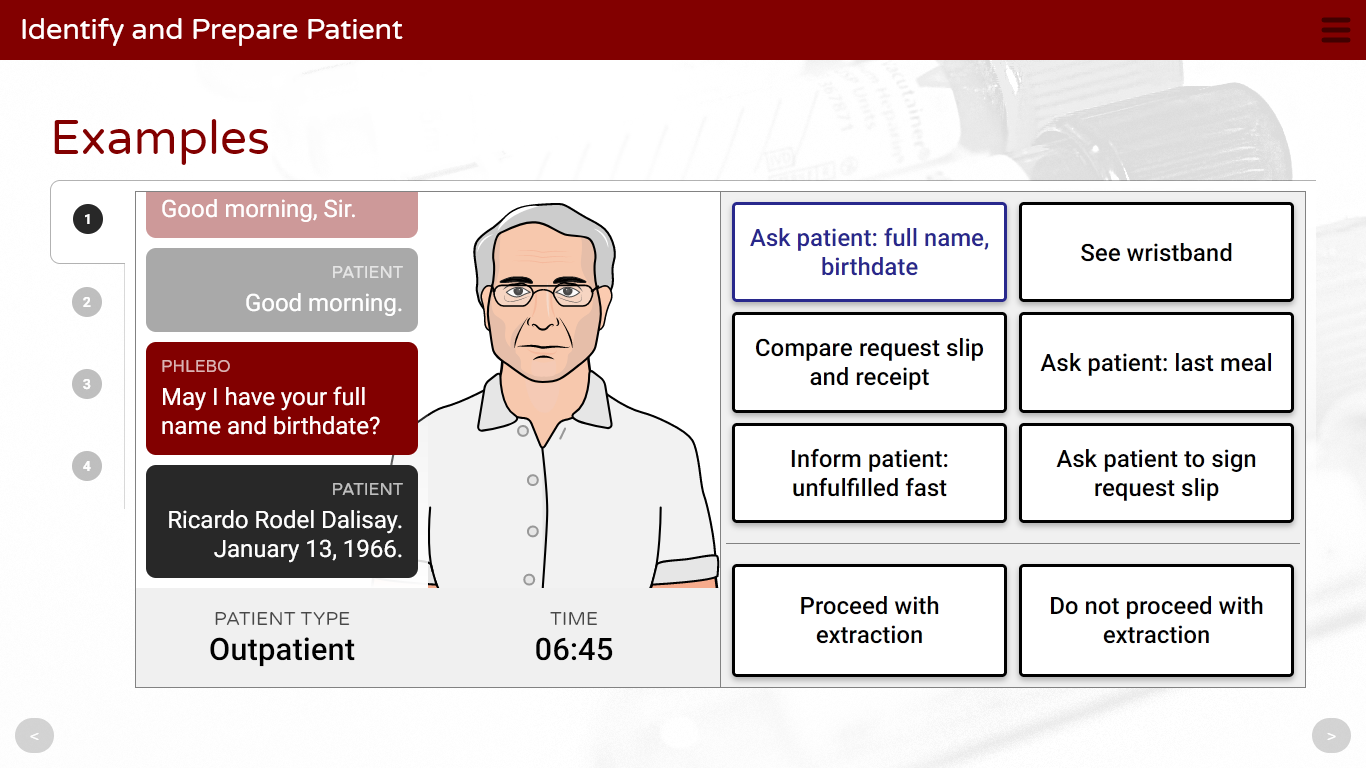 Identify and Prepare Patient
Examples
1
2
3
4
Good morning, Sir.
PATIENT
Good morning.
PHLEBO
May I have your full
name and birthdate?
PATIENT
Ricardo Rodel Dalisay.
January 13, 1966.
PATIENT TYPE
Outpatient
TIME
06:45
Ask patient: full name,
birthdate
See wristband
Compare request slip
and receipt
Ask patient: last meal
Inform patient:
unfulfilled fast
Ask patient to sign
request slip
Proceed with
extraction
Do not proceed with
extraction
<
>